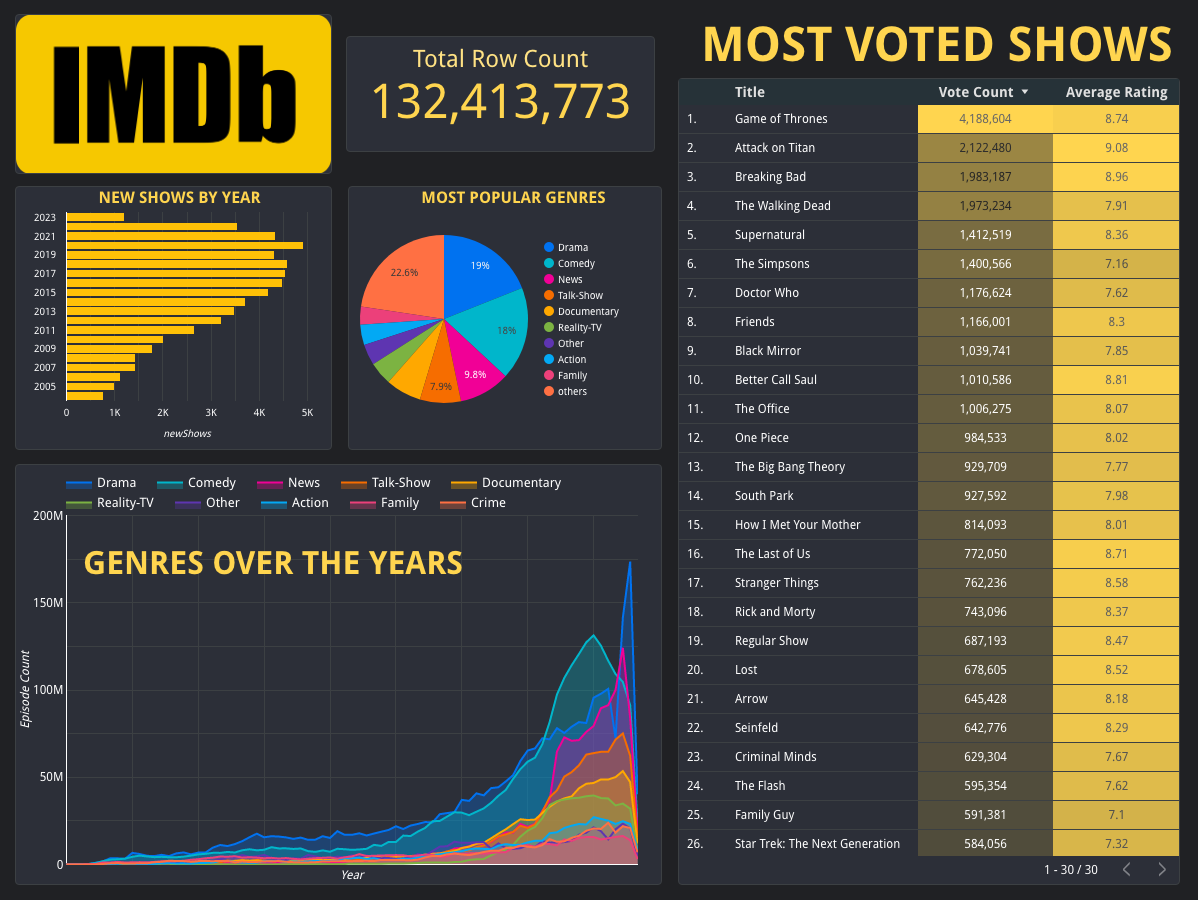 IMDb
Total Row Count
132,413,773
NEW SHOWS BY YEAR
2023
2021
2019
2017
2015
2013
2011
2009
2007
2005
0 1K 2K 3K 4K 5K
newShows
MOST POPULAR GENRES
22.6%
19%
18%
9.8%
7.9%
Drama
Comedy
News
Talk-Show
Documentary
Reality-TV
Other
Action
Family
others
Drama Comedy News Talk-Show Documentary
Reality-TV Other Action Family Crime
GENRES OVER THE YEARS
200M
150M
100M
50M
0
Episode Count
Year
MOST VOTED SHOWS
Title Vote Count Average Rating
1. Game of Thrones 4,188,604 8.74
2. Attack on Titan 2,122,480 9.08
3. Breaking Bad 1,983,187 8.96
4. The Walking Dead 1,973,234 7.91
5. Supernatural 1,412,519 8.36
6. The Simpsons 1,400,566 7.16
7. Doctor Who 1,176,624 7.62
8. Friends 1,166,001 8.3
9. Black Mirror 1,039,741 7.85
10. Better Call Saul 1,010,586 8.81
11. The Office 1,006,275 8.07
12. One Piece 984,533 8.02
13. The Big Bang Theory 929,709 7.77
14. South Park 927,592 7.98
15. How I Met Your Mother 814,093 8.01
16. The Last of Us 772,050 8.71
17. Stranger Things 762,236 8.58
18. Rick and Morty 743,096 8.37
19. Regular Show 687,193 8.47
20. Lost 678,605 8.52
21. Arrow 645,428 8.18
22. Seinfeld 642,776 8.29
23. Criminal Minds 629,304 7.67
24. The Flash 595,354 7.62
25. Family Guy 591,381 7.1
26. Star Trek: The Next Generation 584,056 7.32
1 - 30 / 30